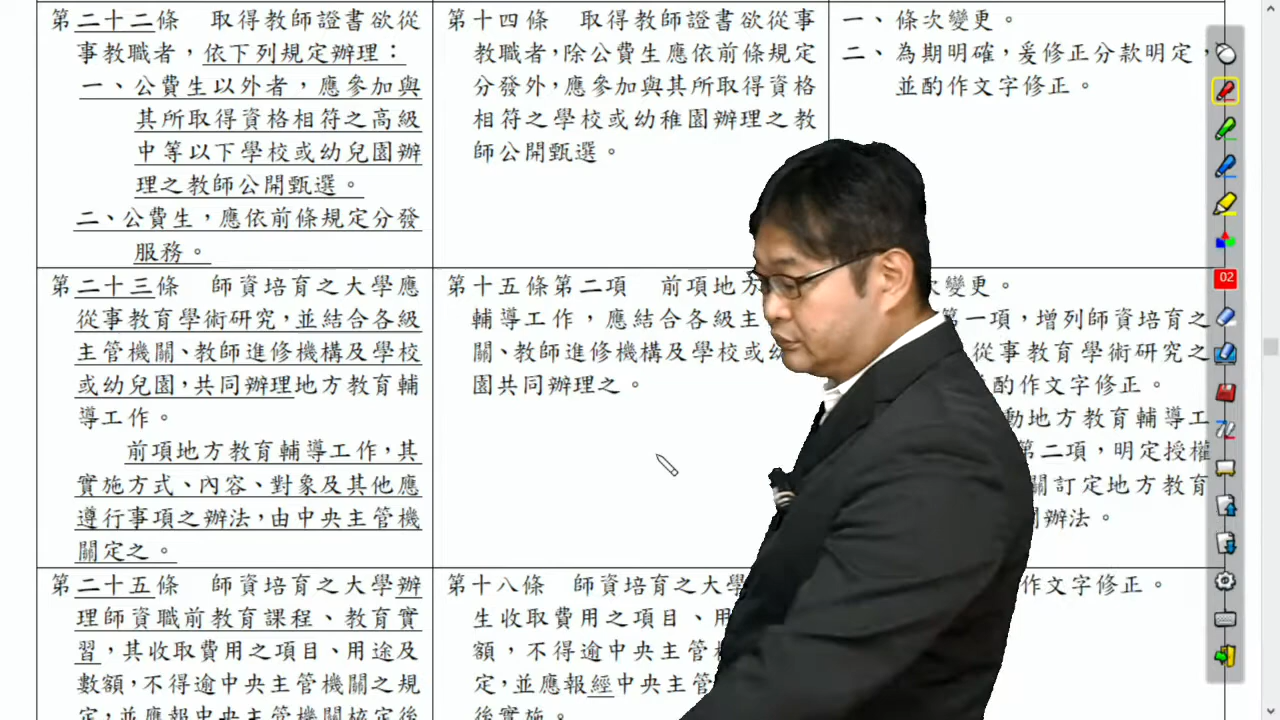 第二十二條　取得教師證書欲從
事教職者，依下列規定辦理：
一、公費生以外者，應參加與
其所取得資格相符之高級
中等以下學校或幼兒園辦
理之教師公開甄選。
二、公費生，應依前條規定分發
服務。
第十四條　取得教師證書欲從事
教職者，除公費生應依前條規定
分發外，應參加與其所取得資格
相符之學校或幼稚園辦理之教
師公開甄選。
一、條次變更。
二、為期明確，爰修正分款明定，
並酌作文字修正。
第二十三條　師資培育之大學應
從事教育學術研究，並結合各級
主管機關、教師進修機構及學校
或幼兒園，共同辦理地方教育輔
導工作。
前項地方教育輔導工作，其
實施方式、內容、對象及其他應
遵行事項之辦法，由中央主管機
關定之。
第十五條第二項　前項地方
輔導工作，應結合各級主
關、教師進修機構及學校或
園共同辦理之。
次變更。
第一項，增列師資培育之
從事教育學術研究之
酌作文字修正。
動地方教育輔導工
第二項，明定授權
關訂定地方教育
辦法。
第二十五條　師資培育之大學辦
理師資職前教育課程、教育實
習，其收取費用之項目、用途及
數額，不得逾中央主管機關之規
定，並應報中央主管機關核定後
第十八條　師資培育之大學
生收取費用之項目、用
額，不得逾中央主管機
定，並應報經中央主管
後實施。
作文字修正。
02